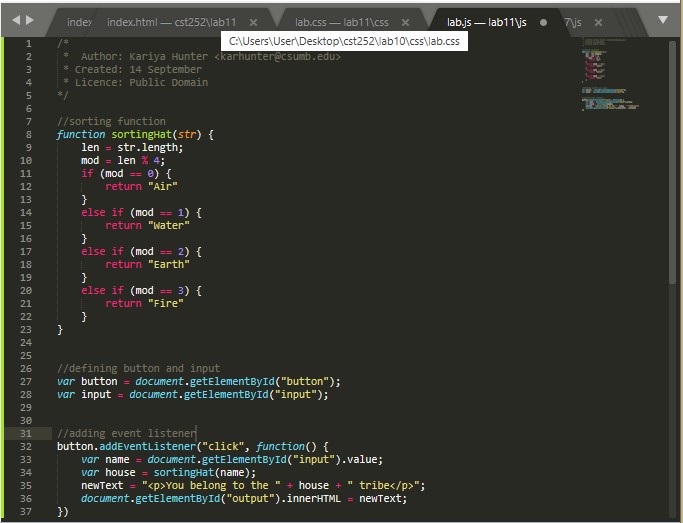 index index.html — cst252\lab11 × lab.css — lab11\css × lab.js — lab11\js 7\js ×
C:\Users\User\Desktop\cst252\lab10\css\lab.css
1 /*
2  *  Author: Kariya Hunter <karhunter@csumb.edu>
3  * Created: 14 September
4  * Licence: Public Domain
5 */
6
7 //sorting function
8 function sortingHat(str) {
9     len = str.length;
10     mod = len % 4;
11     if (mod == 0) {
12         return "Air"
13     }
14     else if (mod == 1) {
15         return "Water"
16     }
17     else if (mod == 2) {
18         return "Earth"
19     }
20     else if (mod == 3) {
21         return "Fire"
22     }
23 }
24
25
26 //defining button and input
27 var button = document.getElementById("button");
28 var input = document.getElementById("input");
29
30
31 //adding event listener
32 button.addEventListener("click", function() {
33     var name = document.getElementById("input").value;
34     var house = sortingHat(name);
35     newText = "<p>You belong to the " + house + " tribe</p>";
36     document.getElementById("output").innerHTML = newText;
37 })